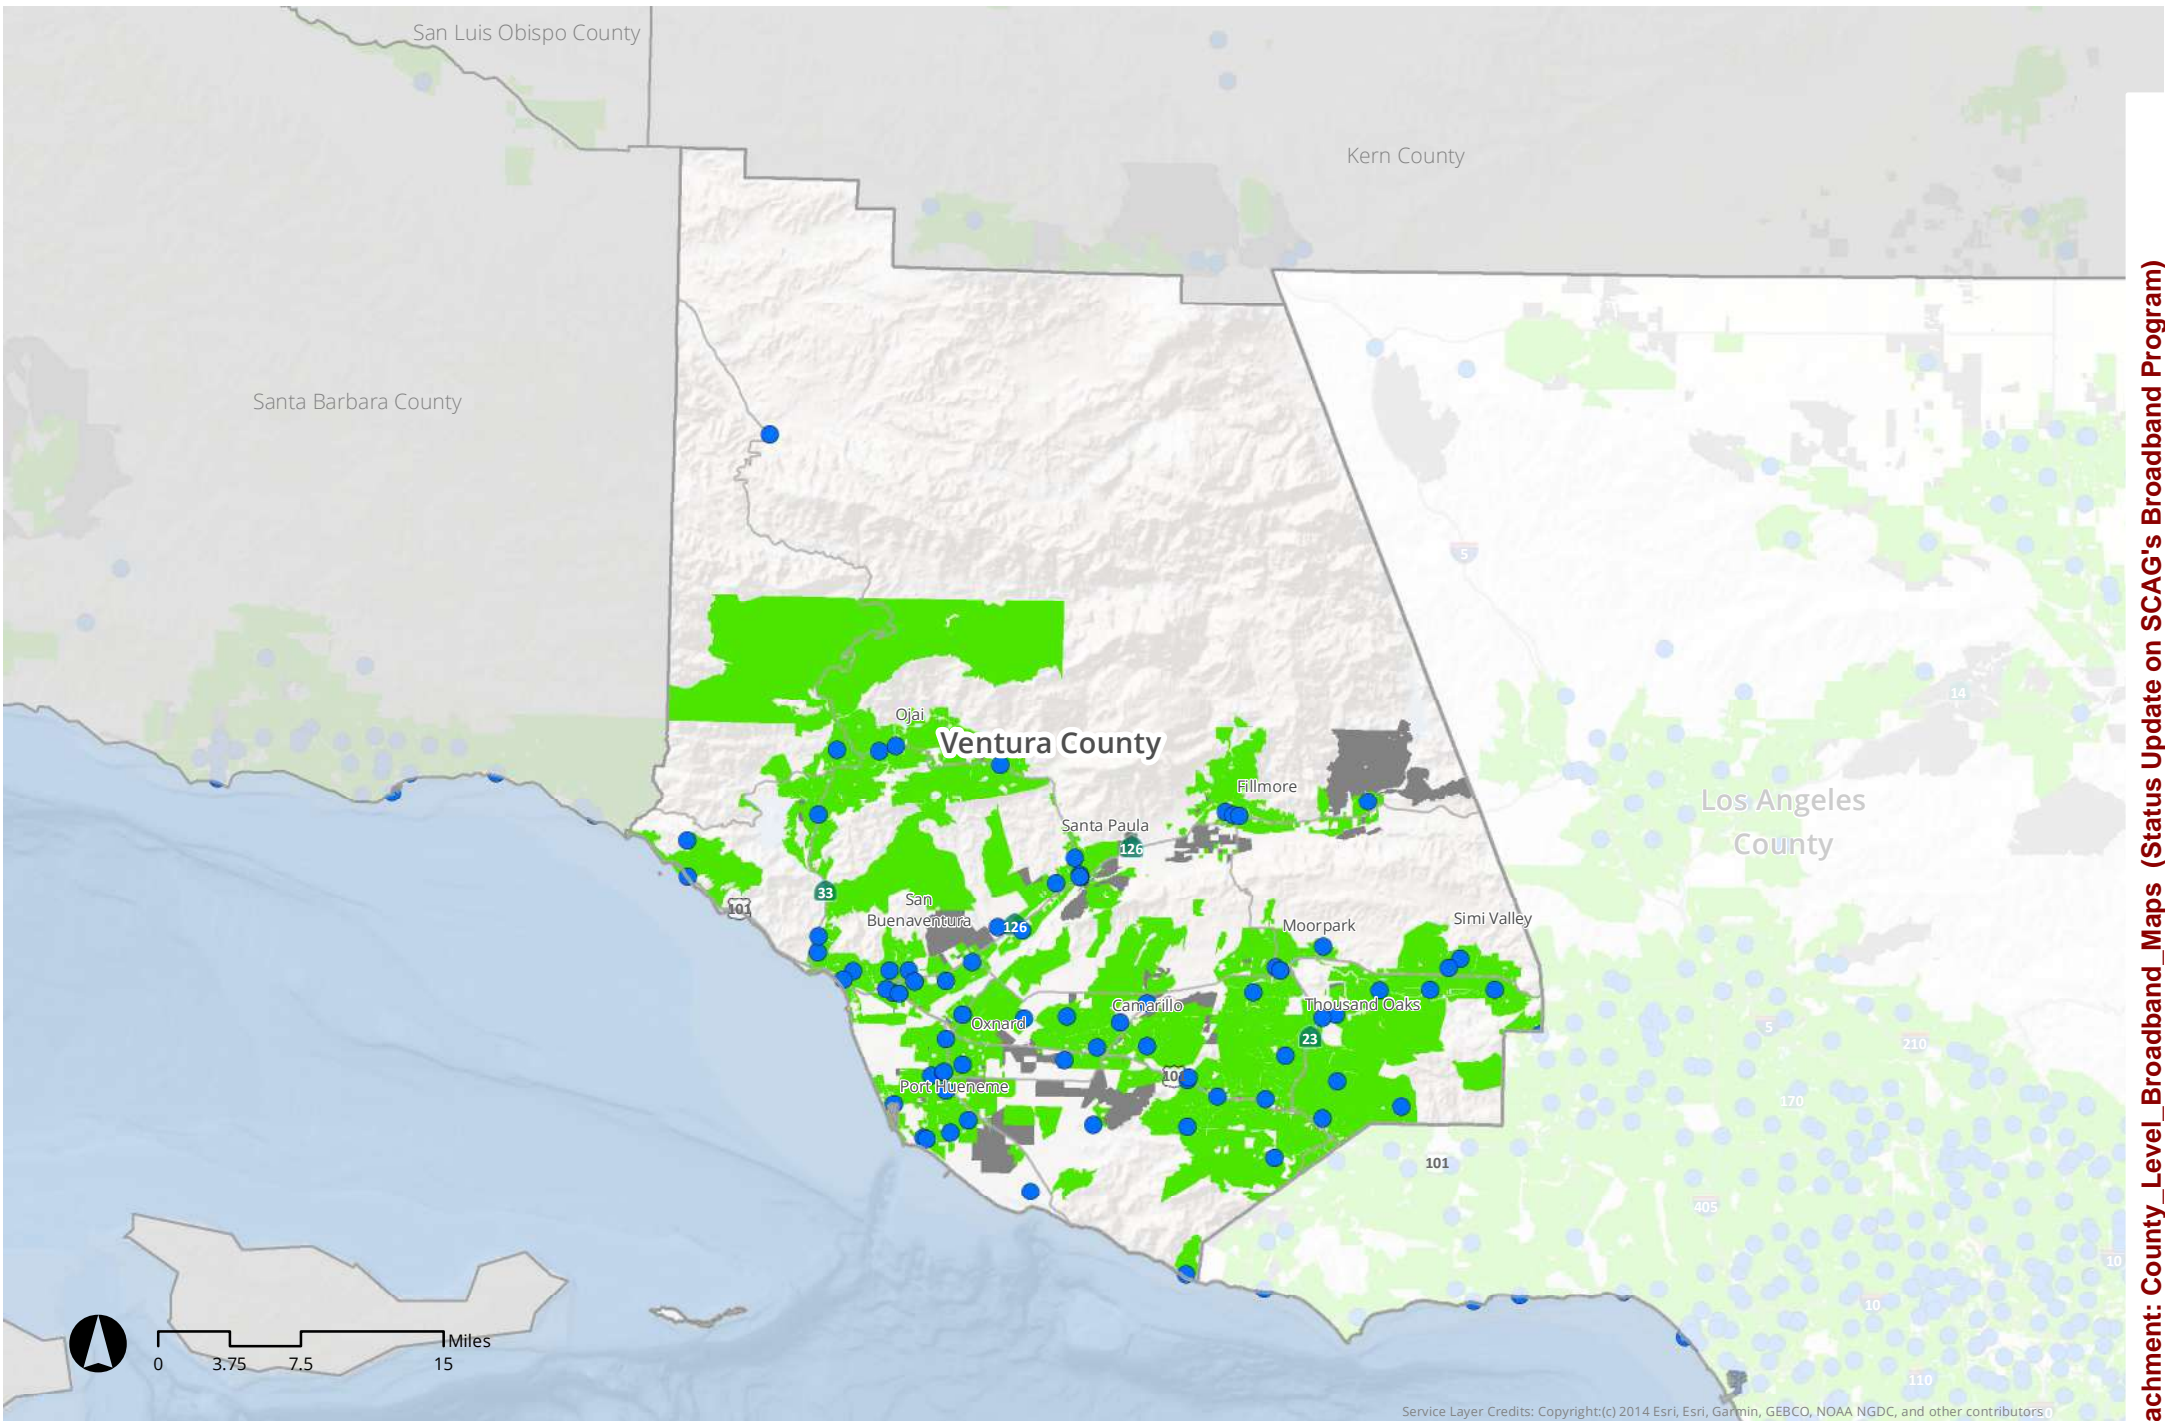 San Luis Obispo County
Kern County
Santa Barbara County
5
14
Ojai
Ventura County
Fillmore
Los Angeles
County
Santa Paula
126
33
San
Buenaventura
101
126
Moorpark
Simi Valley
Camarillo
Thousand Oaks
Oxnard
23
5
210
Port Hueneme
170
101
405
10
10
110
Miles
0 3.75 7.5 15
Service Layer Credits: Copyright:(c) 2014 Esri, Esri, Garmin, GEBCO, NOAA NGDC, and other contributors
achment: County_Level_Broadband_Maps (Status Update on SCAG's Broadband Program)